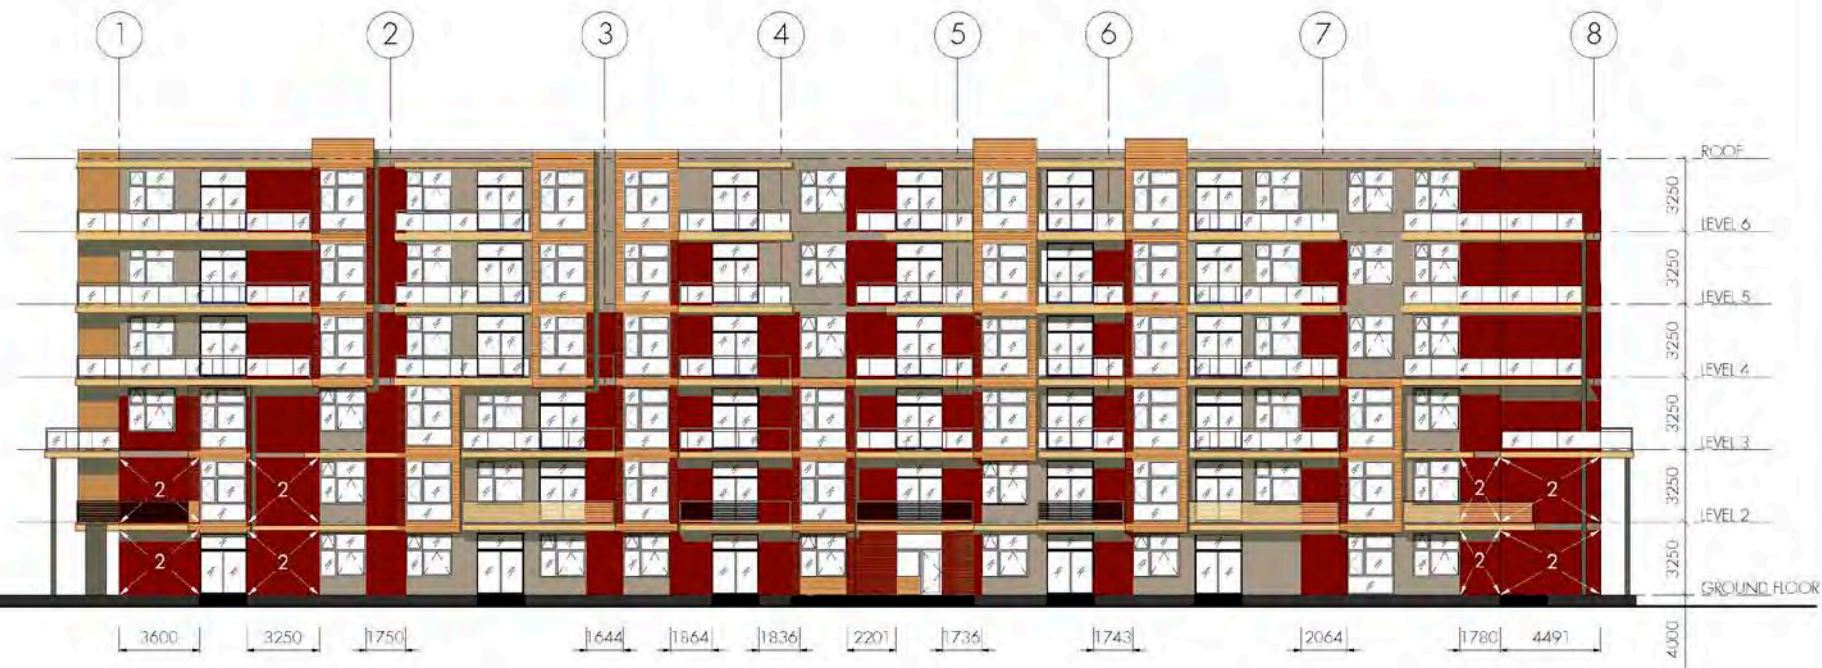 1 2 3 4 5 6 7 8
ROOF
3250
LEVEL 6
3250
LEVEL 5
3250
LEVEL 4
3250
LEVEL 3
2 2 2 2
3250
LEVEL 2
2 2 2 2
3250
GROUND FLOOR
3600 3250 1750 1644 1864 1836 2201 1736 1743 2064 1780 4491
4000